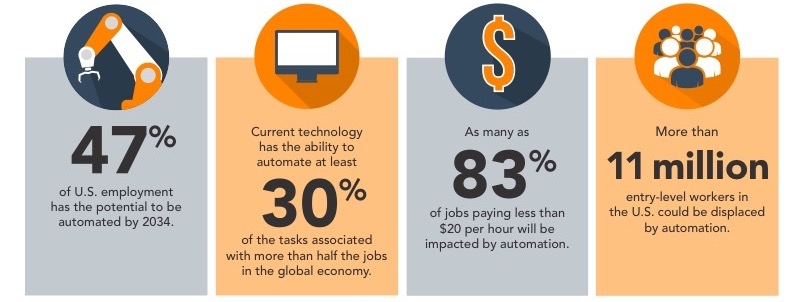 47%
of U.S. employment
has the potential to be
automated by 2034.
Current technology
has the ability to
automate at least
30%
of the tasks associated
with more than half the jobs
in the global economy.
As many as
83%
of jobs paying less than
$20 per hour will be
impacted by automation.
More than
11 million
entry-level workers in
the U.S. could be displaced
by automation.